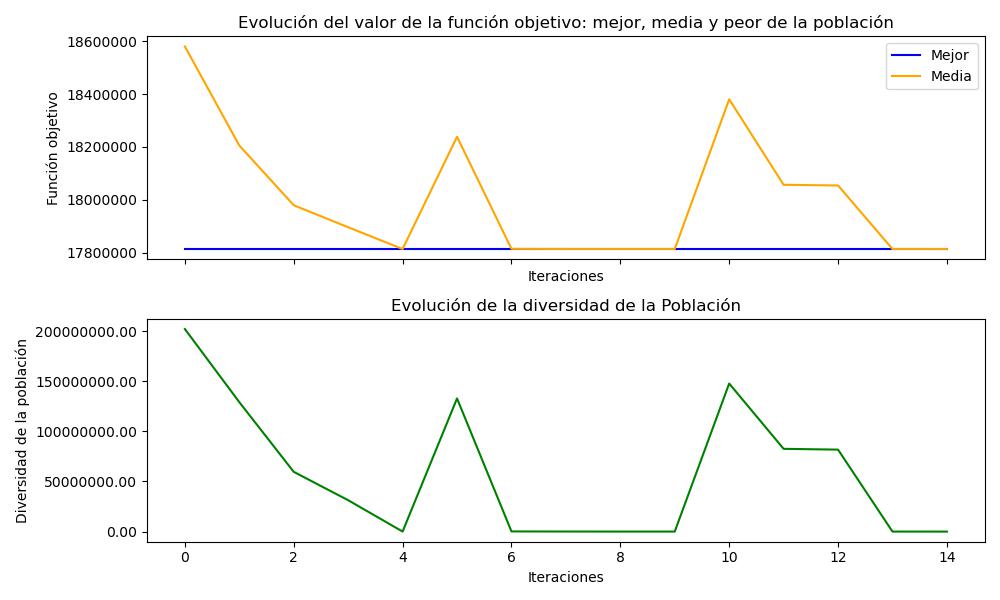 Evolución del valor de la función objetivo: mejor, media y peor de la población
18600000
18400000
18200000
18000000
17800000
Función objetivo
Mejor
Media
Iteraciones
Evolución de la diversidad de la Población
200000000.00
150000000.00
100000000.00
50000000.00
0.00
Diversidad de la población
0 2 4 6 8 10 12 14
Iteraciones